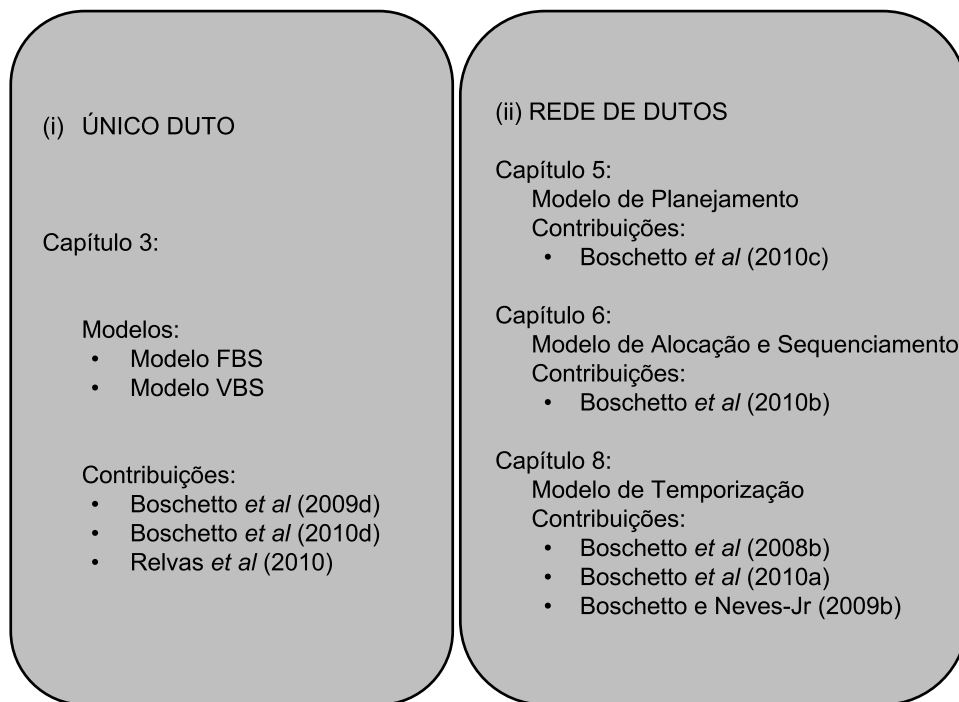 (i) ÚNICO DUTO
Capítulo 3:
Modelos:
• Modelo FBS
• Modelo VBS
Contribuições:
• Boschetto et al (2009d)
• Boschetto et al (2010d)
• Relvas et al (2010)
(ii) REDE DE DUTOS
Capítulo 5:
Modelo de Planejamento
Contribuições:
• Boschetto et al (2010c)
Capítulo 6:
Modelo de Alocação e Sequenciamento
Contribuições:
• Boschetto et al (2010b)
Capítulo 8:
Modelo de Temporização
Contribuições:
• Boschetto et al (2008b)
• Boschetto et al (2010a)
• Boschetto e Neves-Jr (2009b)